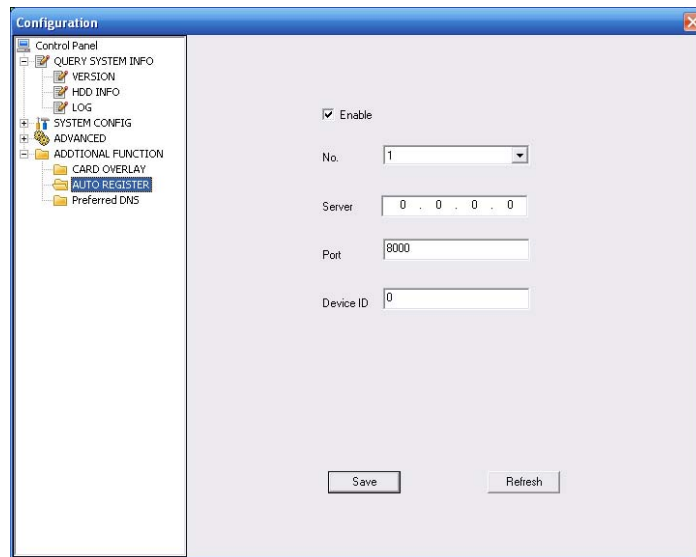 Configuration
Control Panel
QUERY SYSTEM INFO
VERSION
HDD INFO
LOG
SYSTEM CONFIG
ADVANCED
ADDTIONAL FUNCTION
CARD OVERLAY
AUTO REGISTER
Preferred DNS
Enable
No. 1
Server 0 . 0 . 0 . 0
Port 8000
Device ID 0
Save Refresh